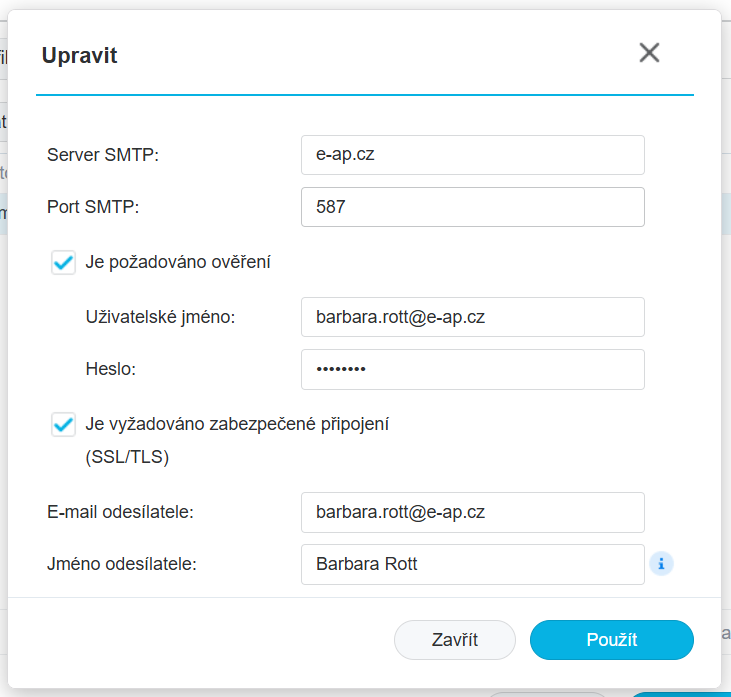 Upravit
Server SMTP:
e-ap.cz
Port SMTP:
587
Je požadováno ověření
Uživatelské jméno:
barbara.rott@e-ap.cz
Heslo:
••••••••
Je vyžadováno zabezpečené připojení
(SSL/TLS)
E-mail odesílatele:
barbara.rott@e-ap.cz
Jméno odesílatele:
Barbara Rott
i
Zavřít
Použít